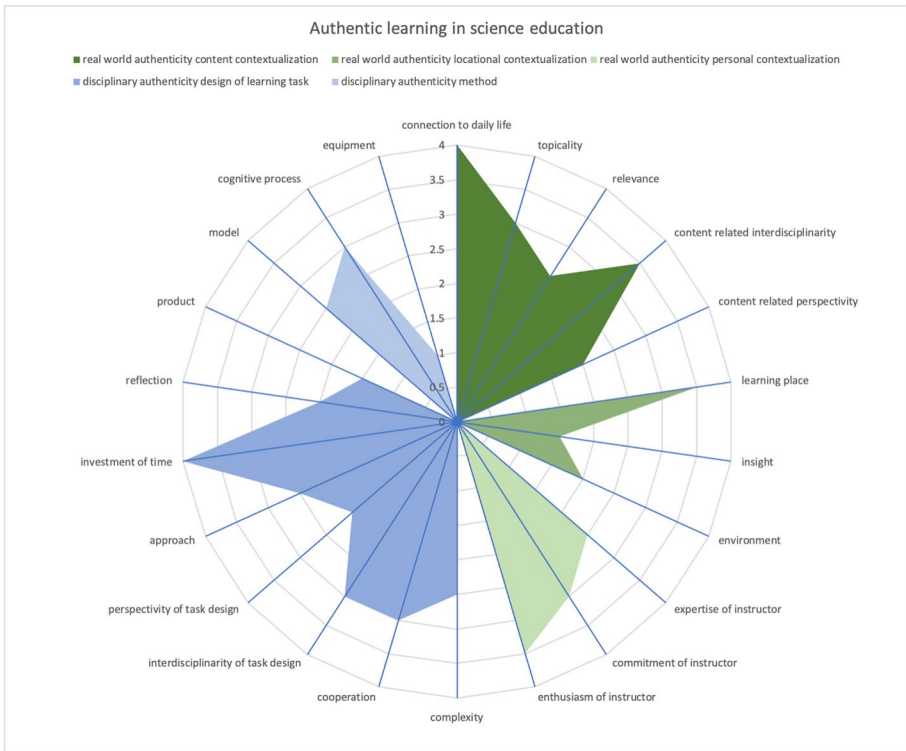 Authentic learning in science education
real world authenticity content contextualization real world authenticity locational contextualization real world authenticity personal contextualization
disciplinary authenticity design of learning task disciplinary authenticity method
connection to daily life
equipment
topicality
cognitive process
relevance
model
content related interdisciplinarity
product
content related perspectivity
reflection
learning place
investment of time
insight
approach
environment
perspectivity of task design
expertise of instructor
interdisciplinarity of task design
commitment of instructor
cooperation
enthusiasm of instructor
complexity
4
3.5
3
2.5
2
1.5
1
0.5
0